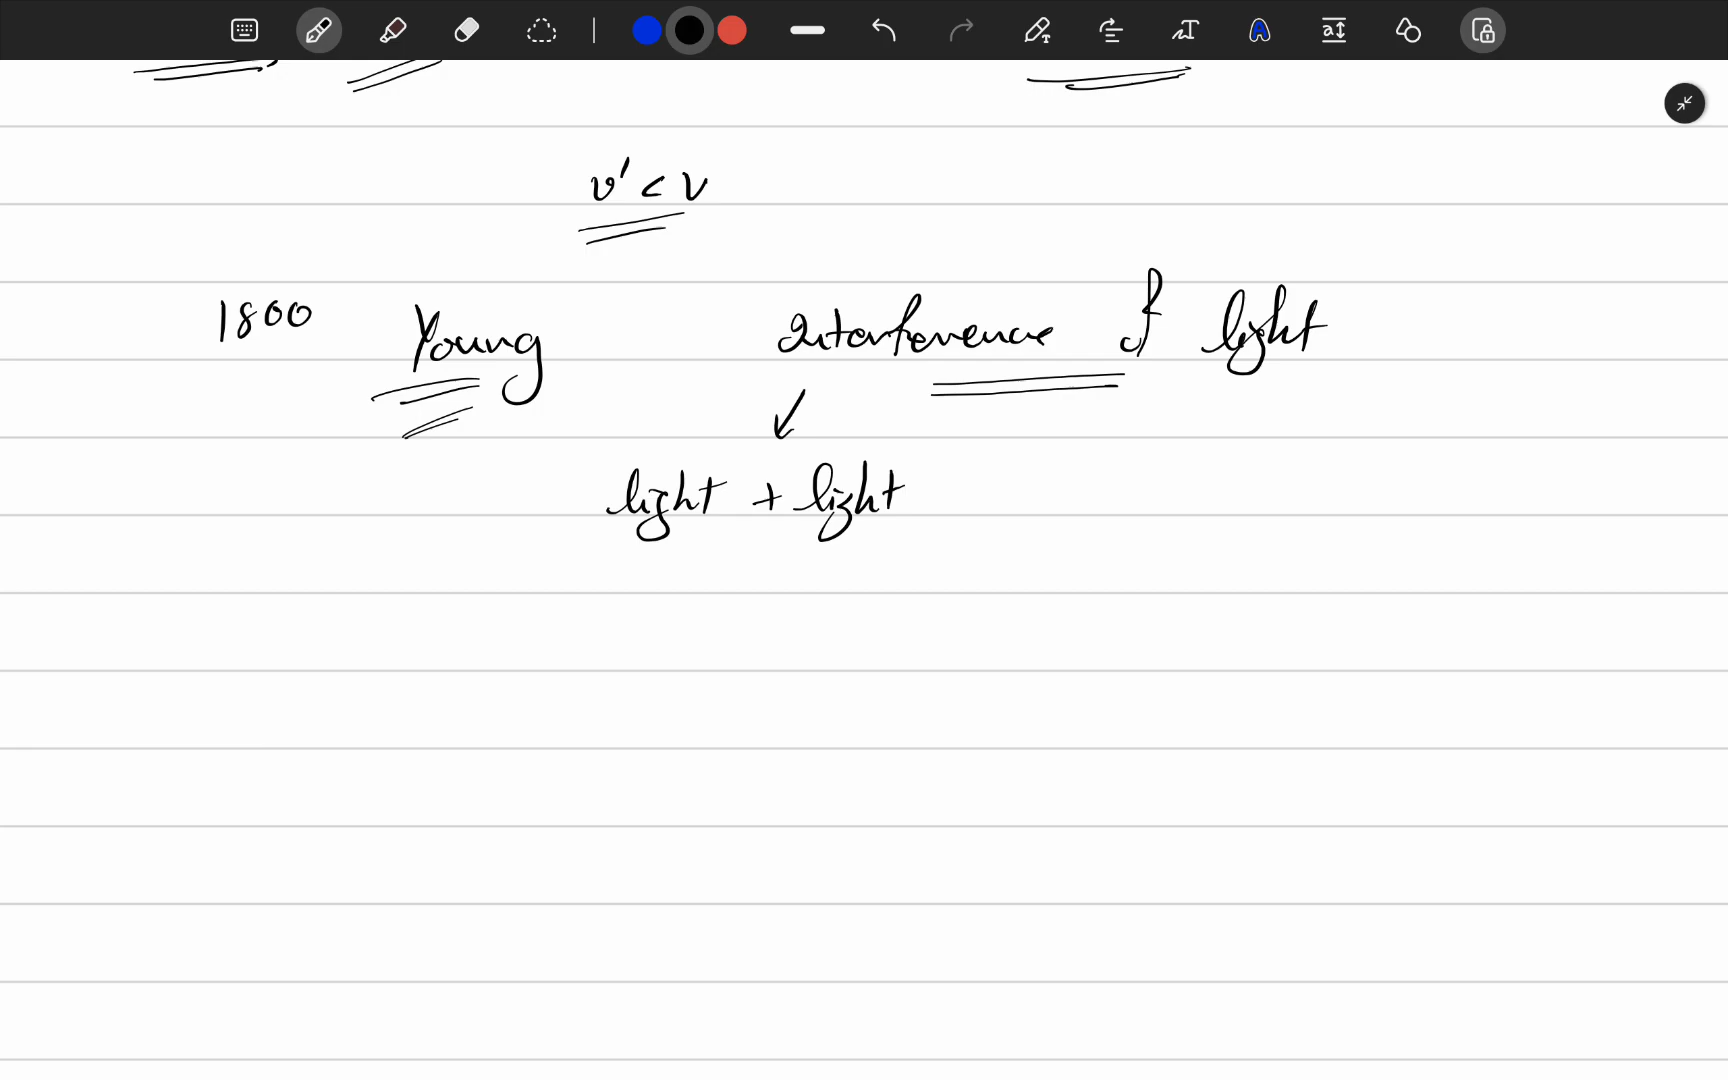 v' < v
1800 Young Interference of light
↙
light + light